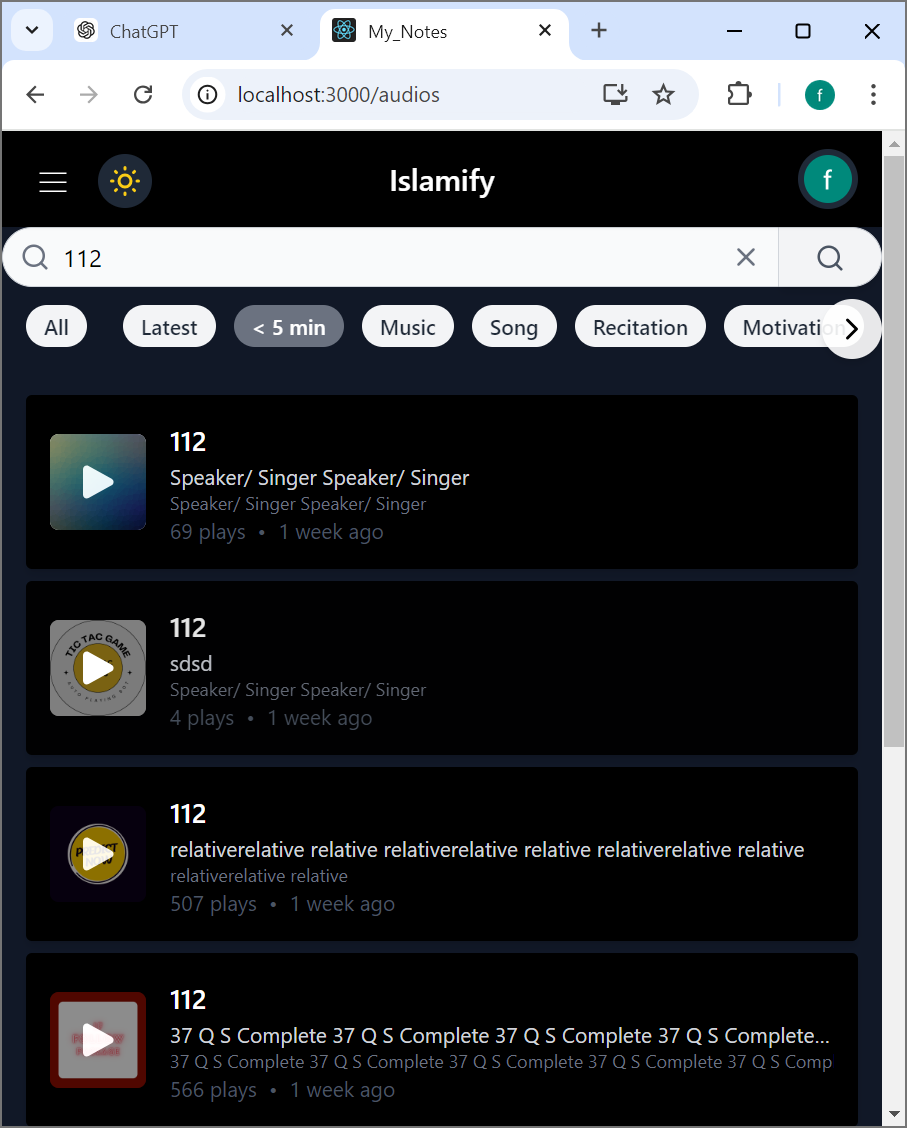 ChatGPT
My_Notes
localhost:3000/audios
f
Islamify
f
112
All Latest < 5 min Music Song Recitation Motivation
112
Speaker/ Singer Speaker/ Singer
Speaker/ Singer Speaker/ Singer
69 plays • 1 week ago
TIC TAC GAME
112
sdsd
Speaker/ Singer Speaker/ Singer
4 plays • 1 week ago
112
relativerelative relative relativerelative relative relativerelative relative
relativerelative relative
507 plays • 1 week ago
112
37 Q S Complete 37 Q S Complete 37 Q S Complete 37 Q S Complete...
37 Q S Complete 37 Q S Complete 37 Q S Complete 37 Q S Complete 37 Q S Comp
566 plays • 1 week ago